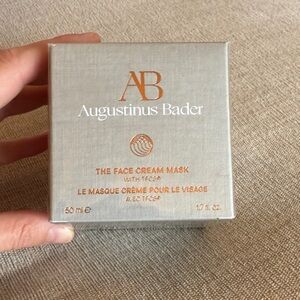 AB
Augustinus Bader
THE FACE CREAM MASK
WITH TFC8®
LE MASQUE CRÈME POUR LE VISAGE
AVEC TFC8®
50 ml e 1.7 fl. oz.